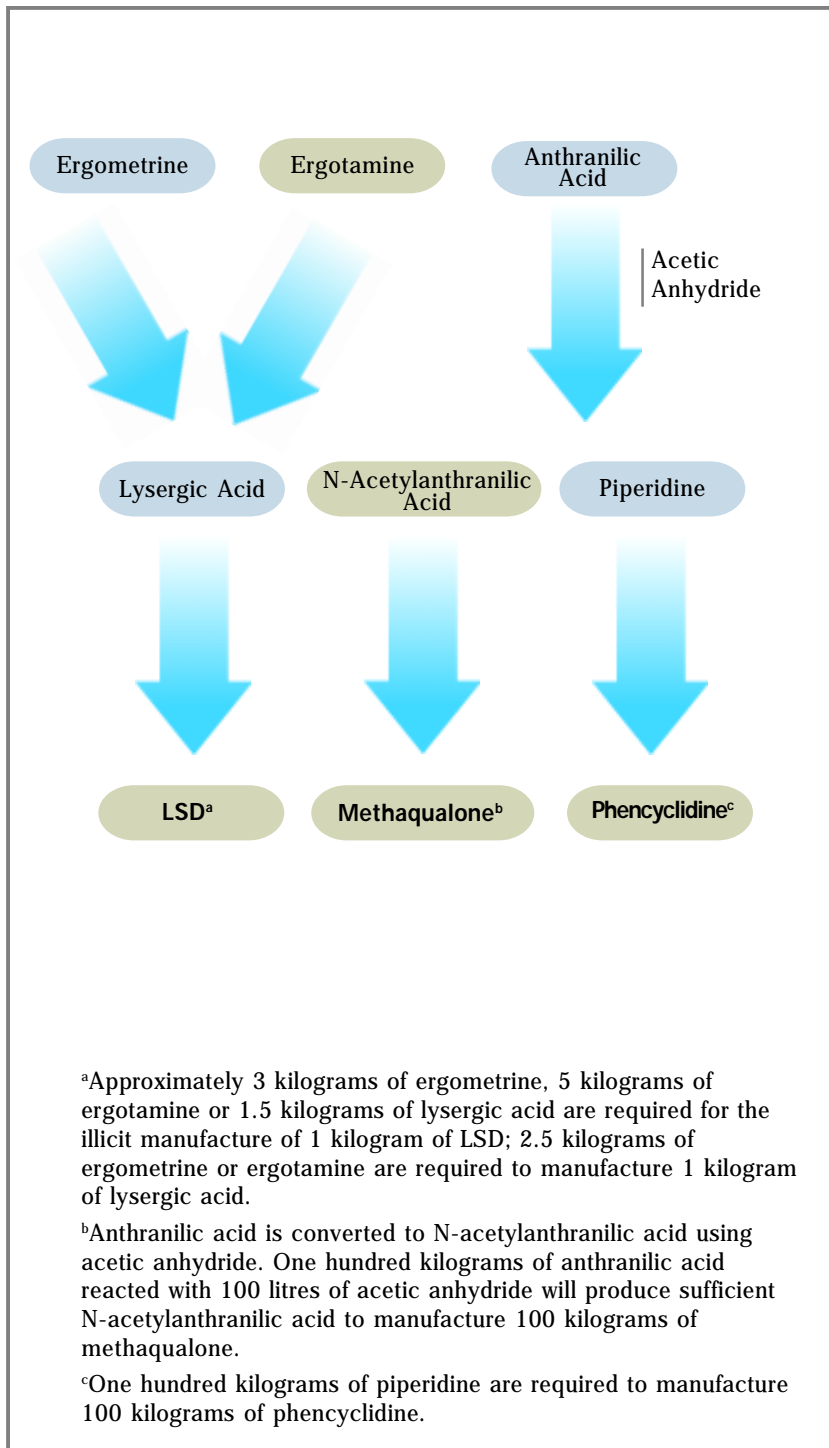 Ergometrine
Ergotamine
Anthranilic
Acid
Acetic
Anhydride
Lysergic Acid
N-Acetylanthranilic
Acid
Piperidine
LSDᵃ
Methaqualoneᵇ
Phencyclidineᶜ
ᵃApproximately 3 kilograms of ergometrine, 5 kilograms of
ergotamine or 1.5 kilograms of lysergic acid are required for the
illicit manufacture of 1 kilogram of LSD; 2.5 kilograms of
ergometrine or ergotamine are required to manufacture 1 kilogram
of lysergic acid.
ᵇAnthranilic acid is converted to N-acetylanthranilic acid using
acetic anhydride. One hundred kilograms of anthranilic acid
reacted with 100 litres of acetic anhydride will produce sufficient
N-acetylanthranilic acid to manufacture 100 kilograms of
methaqualone.
ᶜOne hundred kilograms of piperidine are required to manufacture
100 kilograms of phencyclidine.